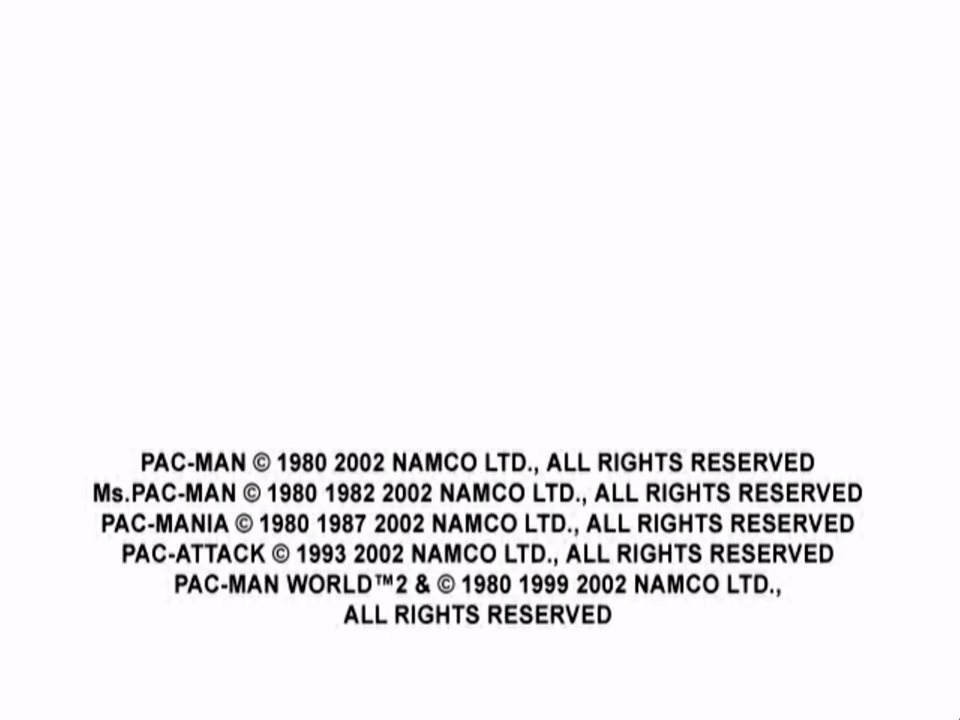 PAC-MAN © 1980 2002 NAMCO LTD., ALL RIGHTS RESERVED
Ms.PAC-MAN © 1980 1982 2002 NAMCO LTD., ALL RIGHTS RESERVED
PAC-MANIA © 1980 1987 2002 NAMCO LTD., ALL RIGHTS RESERVED
PAC-ATTACK © 1993 2002 NAMCO LTD., ALL RIGHTS RESERVED
PAC-MAN WORLD™2 & © 1980 1999 2002 NAMCO LTD.,
ALL RIGHTS RESERVED